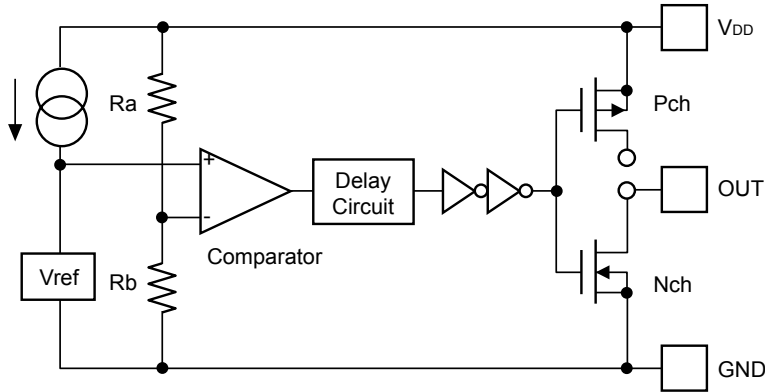 VDD
Ra
Pch
+
Delay
Circuit
OUT
-
Comparator
Vref
Rb
Nch
GND